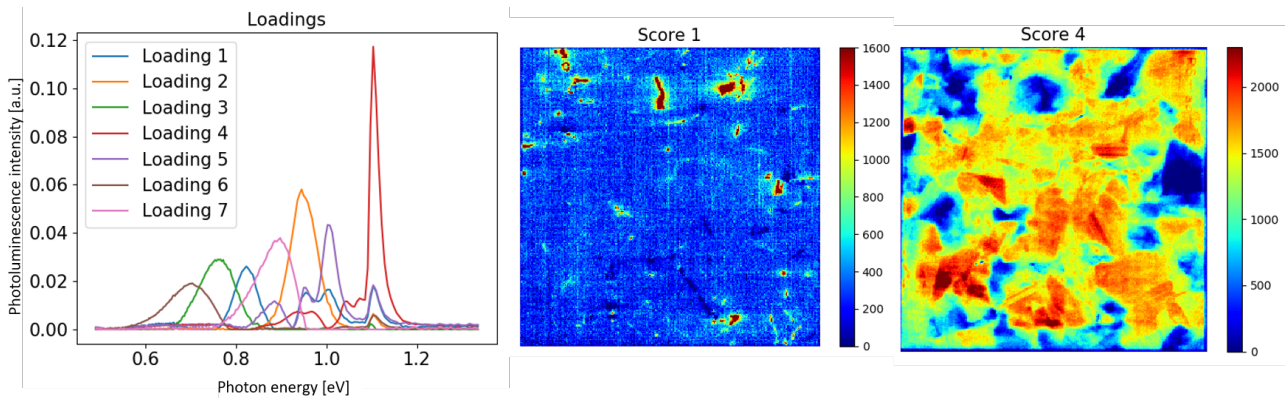 Loadings
Photoluminescence intensity [a.u.]
0.12
0.10
0.08
0.06
0.04
0.02
0.00
Loading 1
Loading 2
Loading 3
Loading 4
Loading 5
Loading 6
Loading 7
0.6 0.8 1.0 1.2
Photon energy [eV]
Score 1
1600
1400
1200
1000
800
600
400
200
0
Score 4
2000
1500
1000
500
0